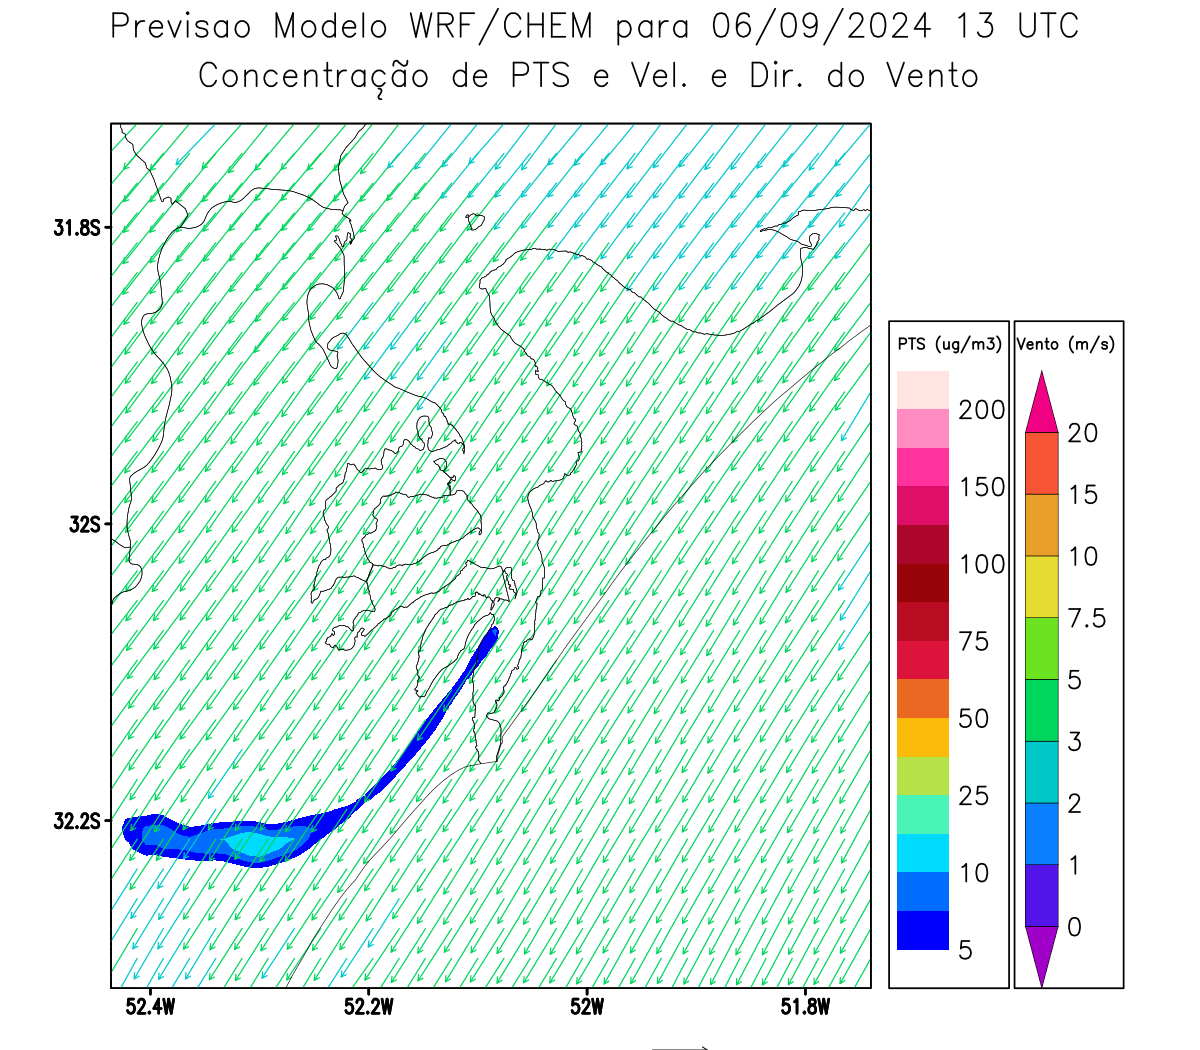 Previsao Modelo WRF/CHEM para 06/09/2024 13 UTC
Concentração de PTS e Vel. e Dir. do Vento
31.8S
32S
32.2S
52.4W
52.2W
52W
51.8W
PTS (ug/m3)
200
150
100
75
50
25
10
5
Vento (m/s)
20
15
10
7.5
5
3
2
1
0